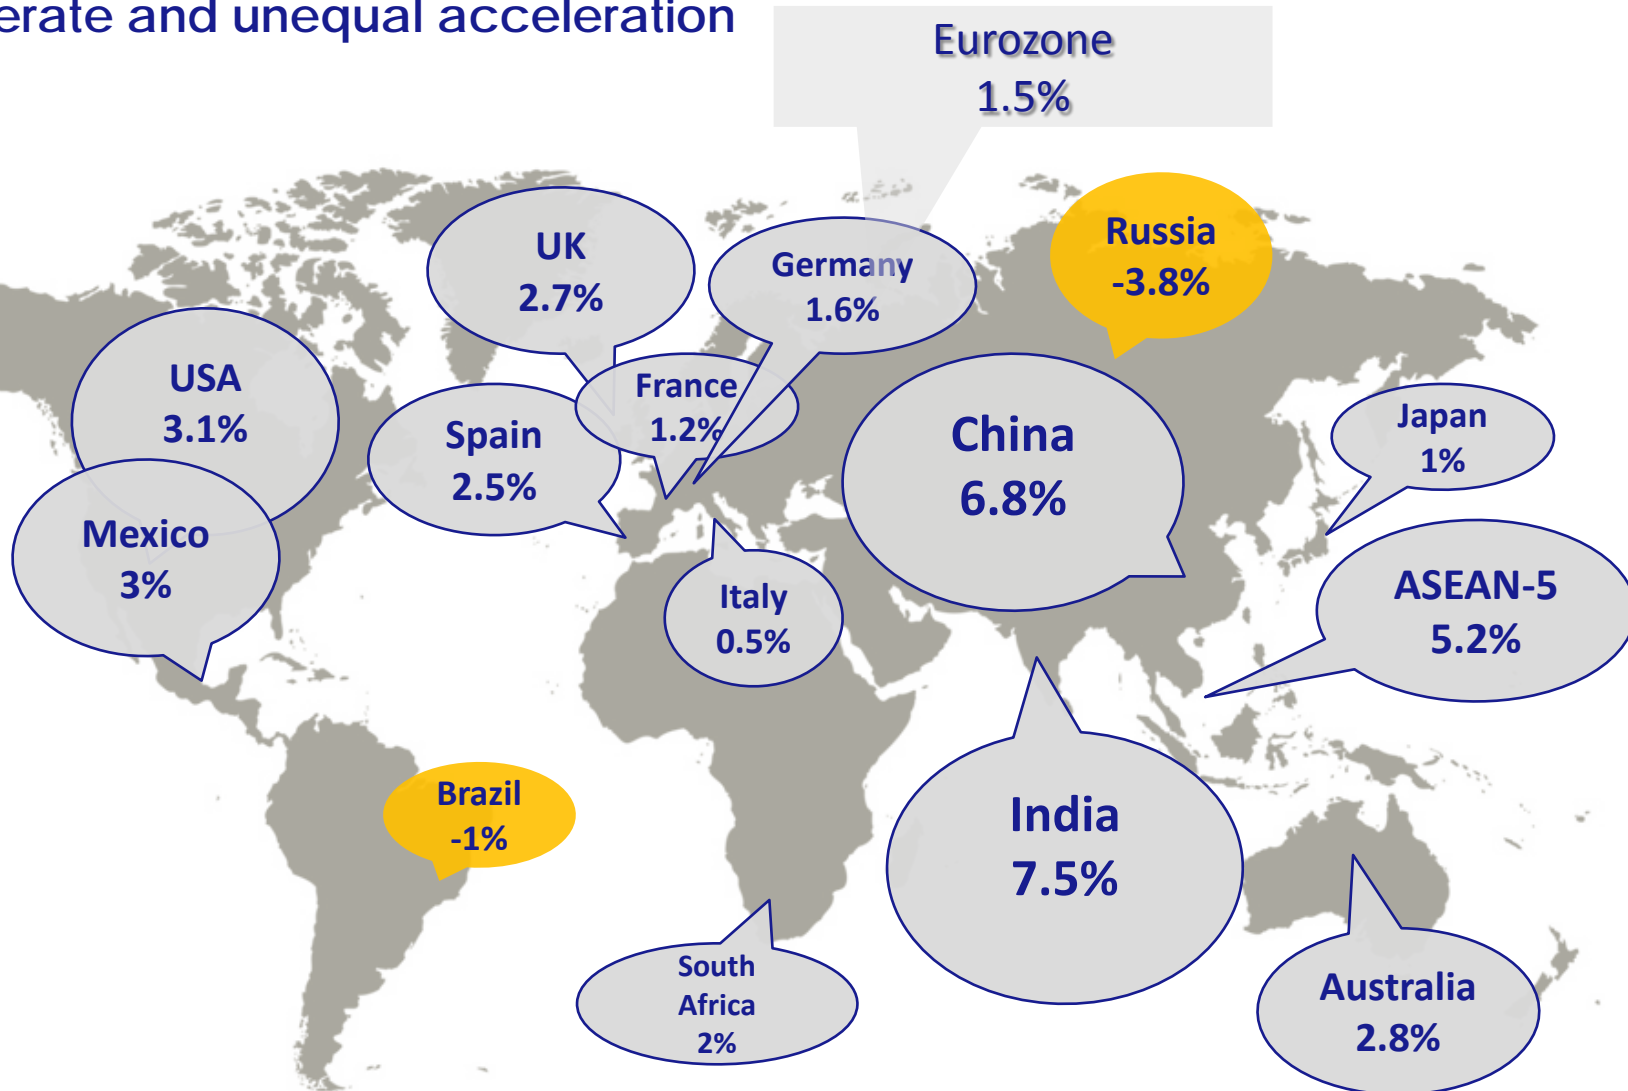 erate and unequal acceleration
Eurozone
1.5%
Russia
-3.8%
UK
2.7%
Germany
1.6%
USA
3.1%
France
1.2%
Spain
2.5%
China
6.8%
Japan
1%
Mexico
3%
Italy
0.5%
ASEAN-5
5.2%
Brazil
-1%
India
7.5%
South
Africa
2%
Australia
2.8%